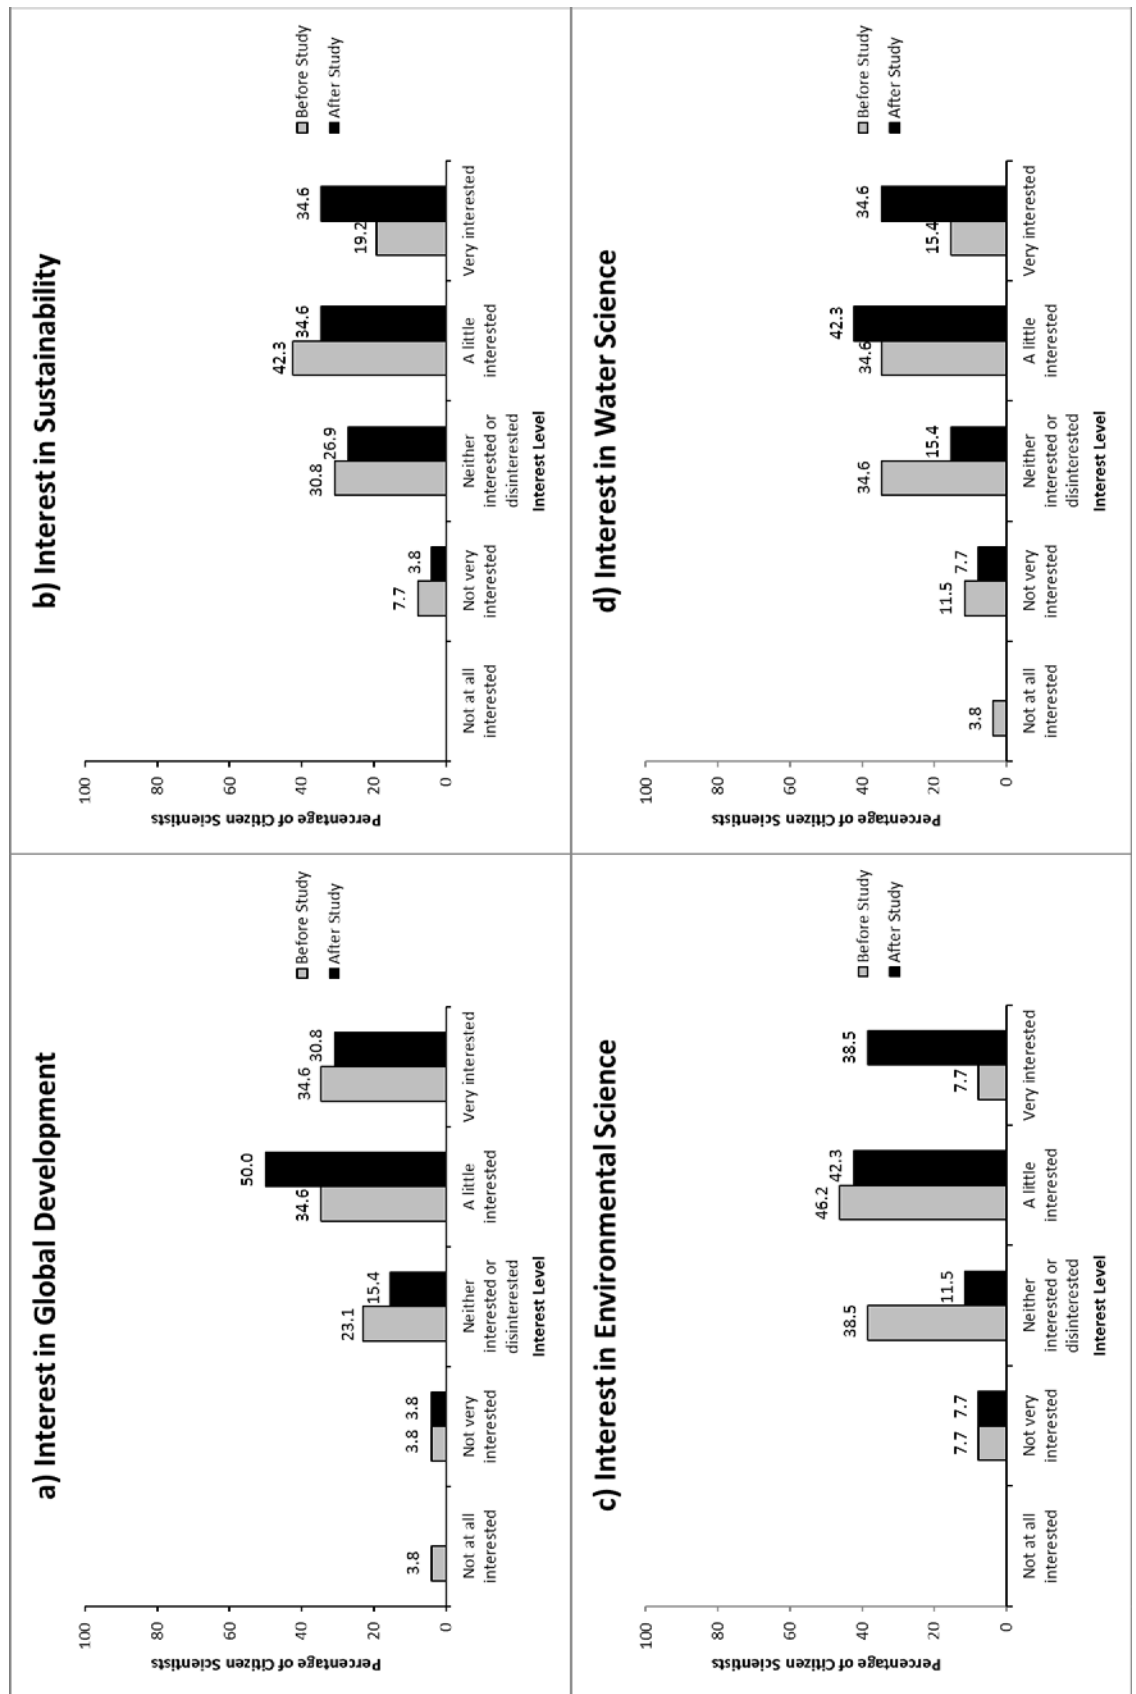 a) Interest in Global Development
100
80
60
40
20
0
Percentage of Citizen Scientists
3.8
3.8
3.8
23.1
15.4
34.6
50.0
34.6
30.8
Not at all
interested
Not very
interested
Neither
interested or
disinterested
A little
interested
Very interested
Interest Level
Before Study
After Study
b) Interest in Sustainability
100
80
60
40
20
0
Percentage of Citizen Scientists
7.7
3.8
30.8
26.9
42.3
34.6
19.2
34.6
Not at all
interested
Not very
interested
Neither
interested or
disinterested
A little
interested
Very interested
Interest Level
Before Study
After Study
c) Interest in Environmental Science
100
80
60
40
20
0
Percentage of Citizen Scientists
7.7
7.7
38.5
11.5
46.2
42.3
7.7
38.5
Not at all
interested
Not very
interested
Neither
interested or
disinterested
A little
interested
Very interested
Interest Level
Before Study
After Study
d) Interest in Water Science
100
80
60
40
20
0
Percentage of Citizen Scientists
3.8
11.5
7.7
34.6
15.4
34.6
42.3
15.4
34.6
Not at all
interested
Not very
interested
Neither
interested or
disinterested
A little
interested
Very interested
Interest Level
Before Study
After Study